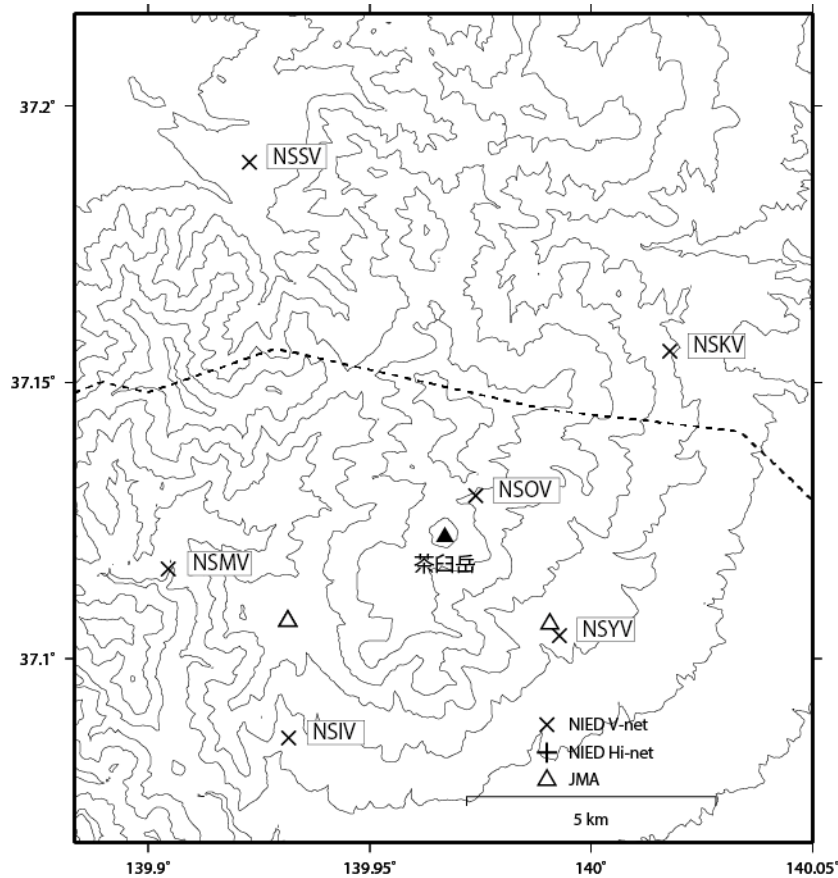 37.2
NSSV
NSKV
37.15
NSOV
茶臼岳
NSMV
NSYV
37.1
NSIV
NIED V-net
NIED Hi-net
JMA
5 km
139.9°
139.95°
140°
140.05°